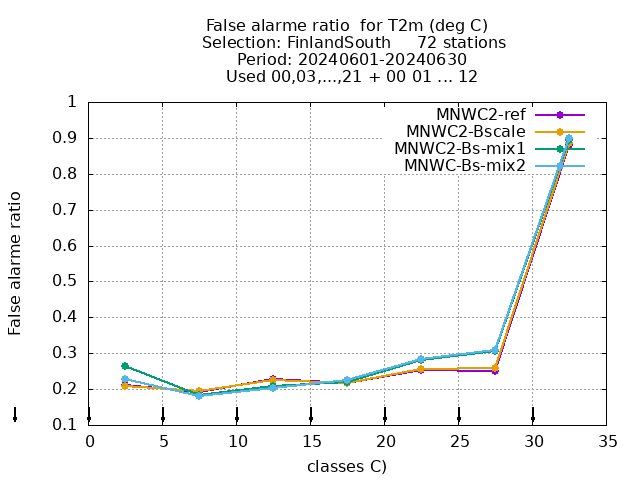 False alarme ratio  for T2m (deg C)
Selection: FinlandSouth     72 stations
Period: 20240601-20240630
Used 00,03,...,21 + 00 01 ... 12
MNWC2-ref
MNWC2-Bscale
MNWC2-Bs-mix1
MNWC-Bs-mix2
False alarme ratio
1
0.9
0.8
0.7
0.6
0.5
0.4
0.3
0.2
0.1
0 5 10 15 20 25 30 35
classes C)